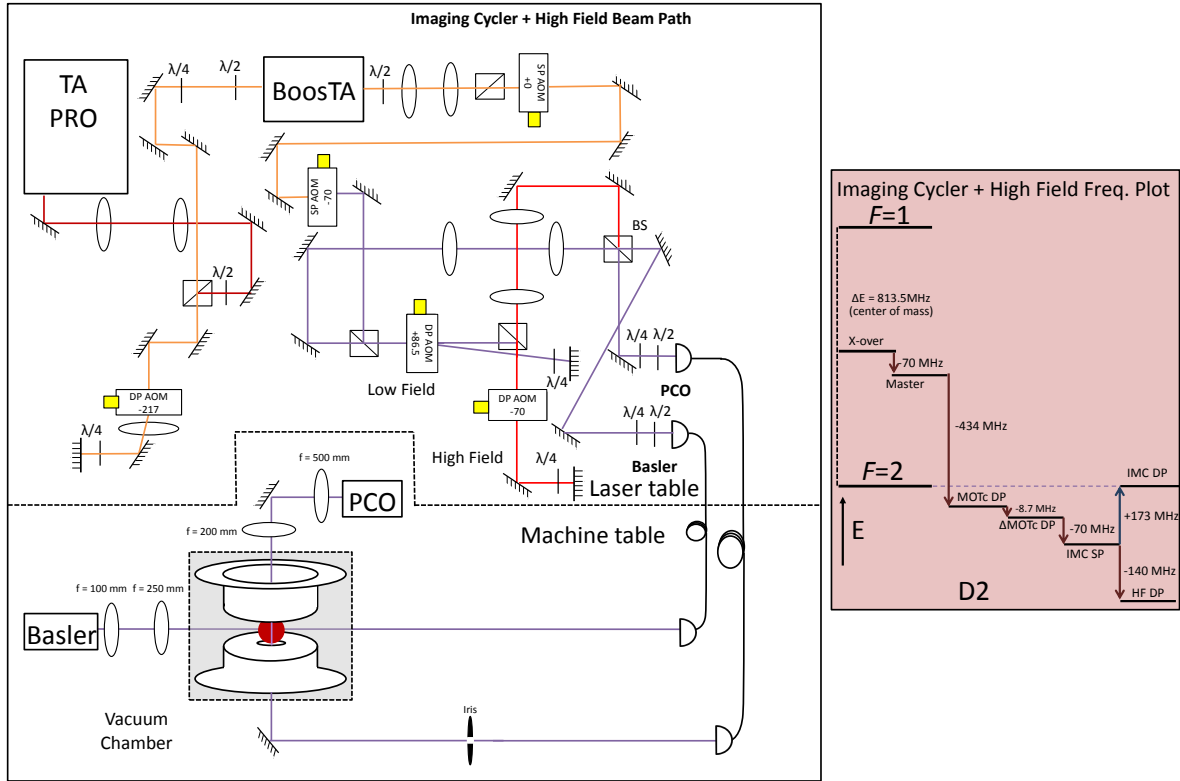 Imaging Cycler + High Field Beam Path
TA
PRO
λ/4
λ/2
BoosTA
λ/2
SP AOM
+0
SP AOM
-70
BS
λ/2
DP AOM
+86.5
Low Field
λ/4
λ/4
λ/2
PCO
DP AOM
-217
λ/4
DP AOM
-70
High Field
λ/4
λ/4
λ/2
Basler
Laser table
f = 500 mm
PCO
f = 200 mm
Machine table
f = 100 mm
f = 250 mm
Basler
Vacuum
Chamber
Iris
Imaging Cycler + High Field Freq. Plot
F=1
ΔE = 813.5MHz
(center of mass)
X-over
-70 MHz
Master
-434 MHz
F=2
IMC DP
MOTc DP
-8.7 MHz
ΔMOTc DP
-70 MHz
+173 MHz
IMC SP
E
-140 MHz
HF DP
D2